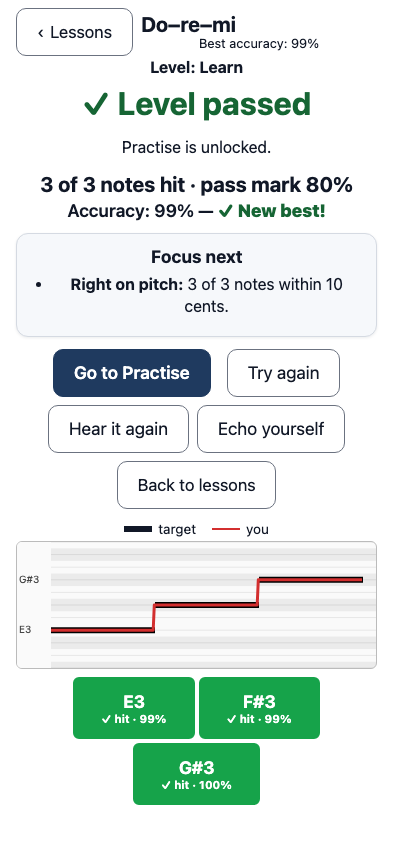 ‹ Lessons
Do–re–mi
Best accuracy: 99%
Level: Learn
✓ Level passed
Practise is unlocked.
3 of 3 notes hit · pass mark 80%
Accuracy: 99% — ✓ New best!
Focus next
• Right on pitch: 3 of 3 notes within 10
cents.
Go to Practise
Try again
Hear it again
Echo yourself
Back to lessons
target
you
G#3
E3
E3
✓ hit · 99%
F#3
✓ hit · 99%
G#3
✓ hit · 100%